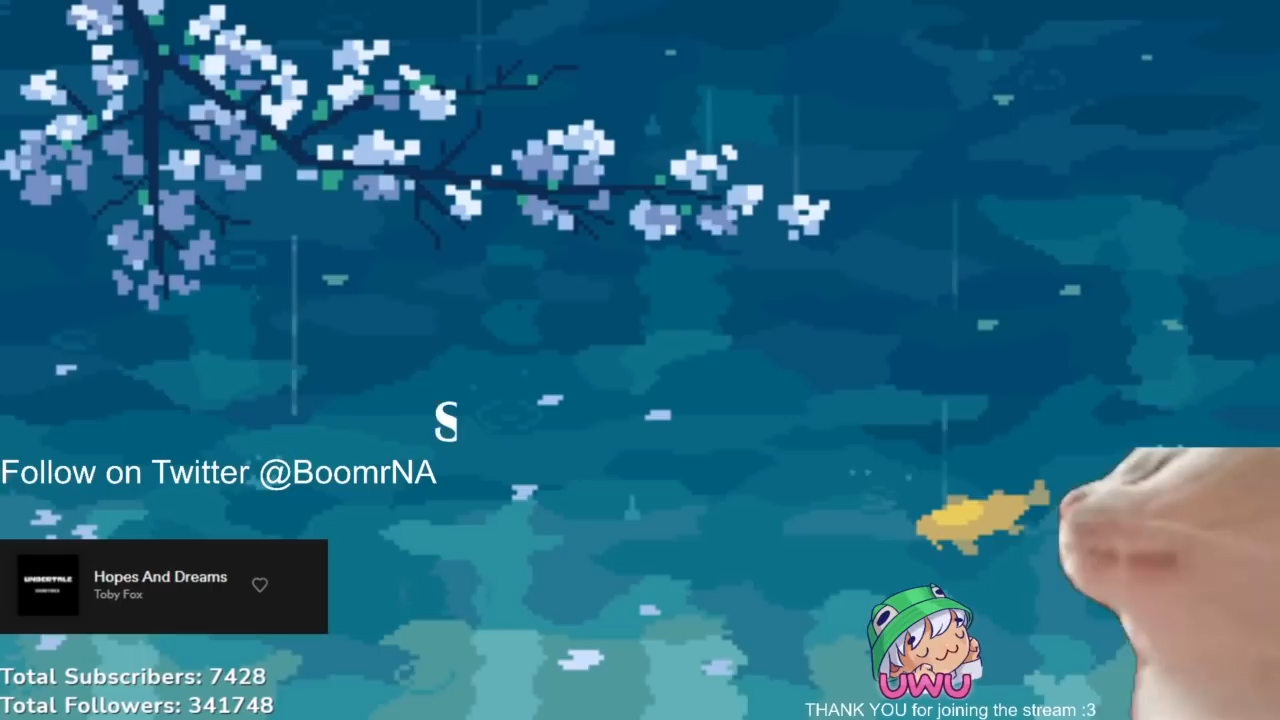 S
Follow on Twitter @BoomrNA
UNDERTALE
Hopes And Dreams
Toby Fox
Total Subscribers: 7428
Total Followers: 341748
UWU
THANK YOU for joining the stream :3